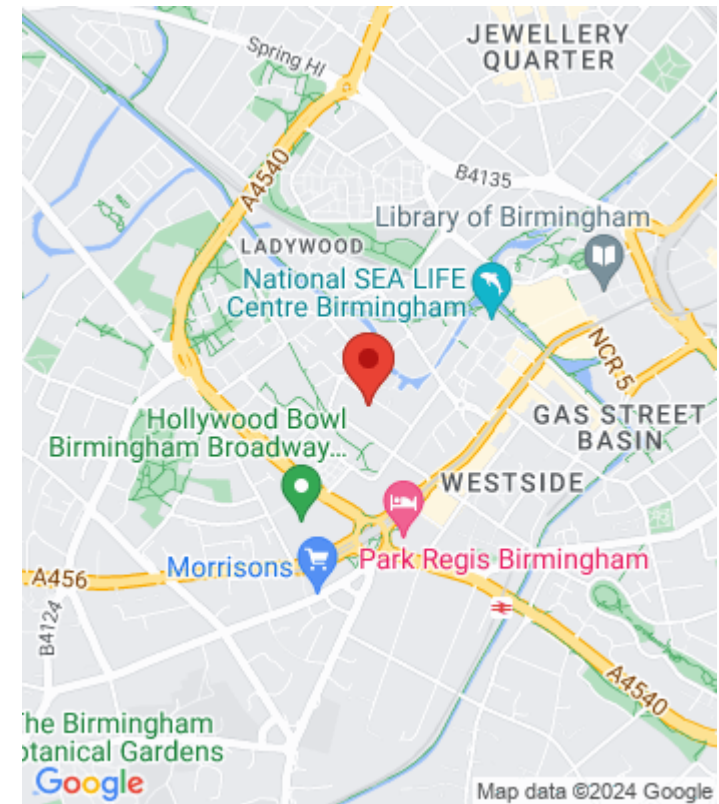 JEWELLERY
QUARTER
Spring Hl
A4540
B4135
Library of Birmingham
LADYWOOD
National SEA LIFE
Centre Birmingham
NCR 5
Hollywood Bowl
Birmingham Broadway...
GAS STREET
BASIN
WESTSIDE
Morrisons
Park Regis Birmingham
A456
B4124
A4540
The Birmingham
otanical Gardens
Google
Map data ©2024 Google